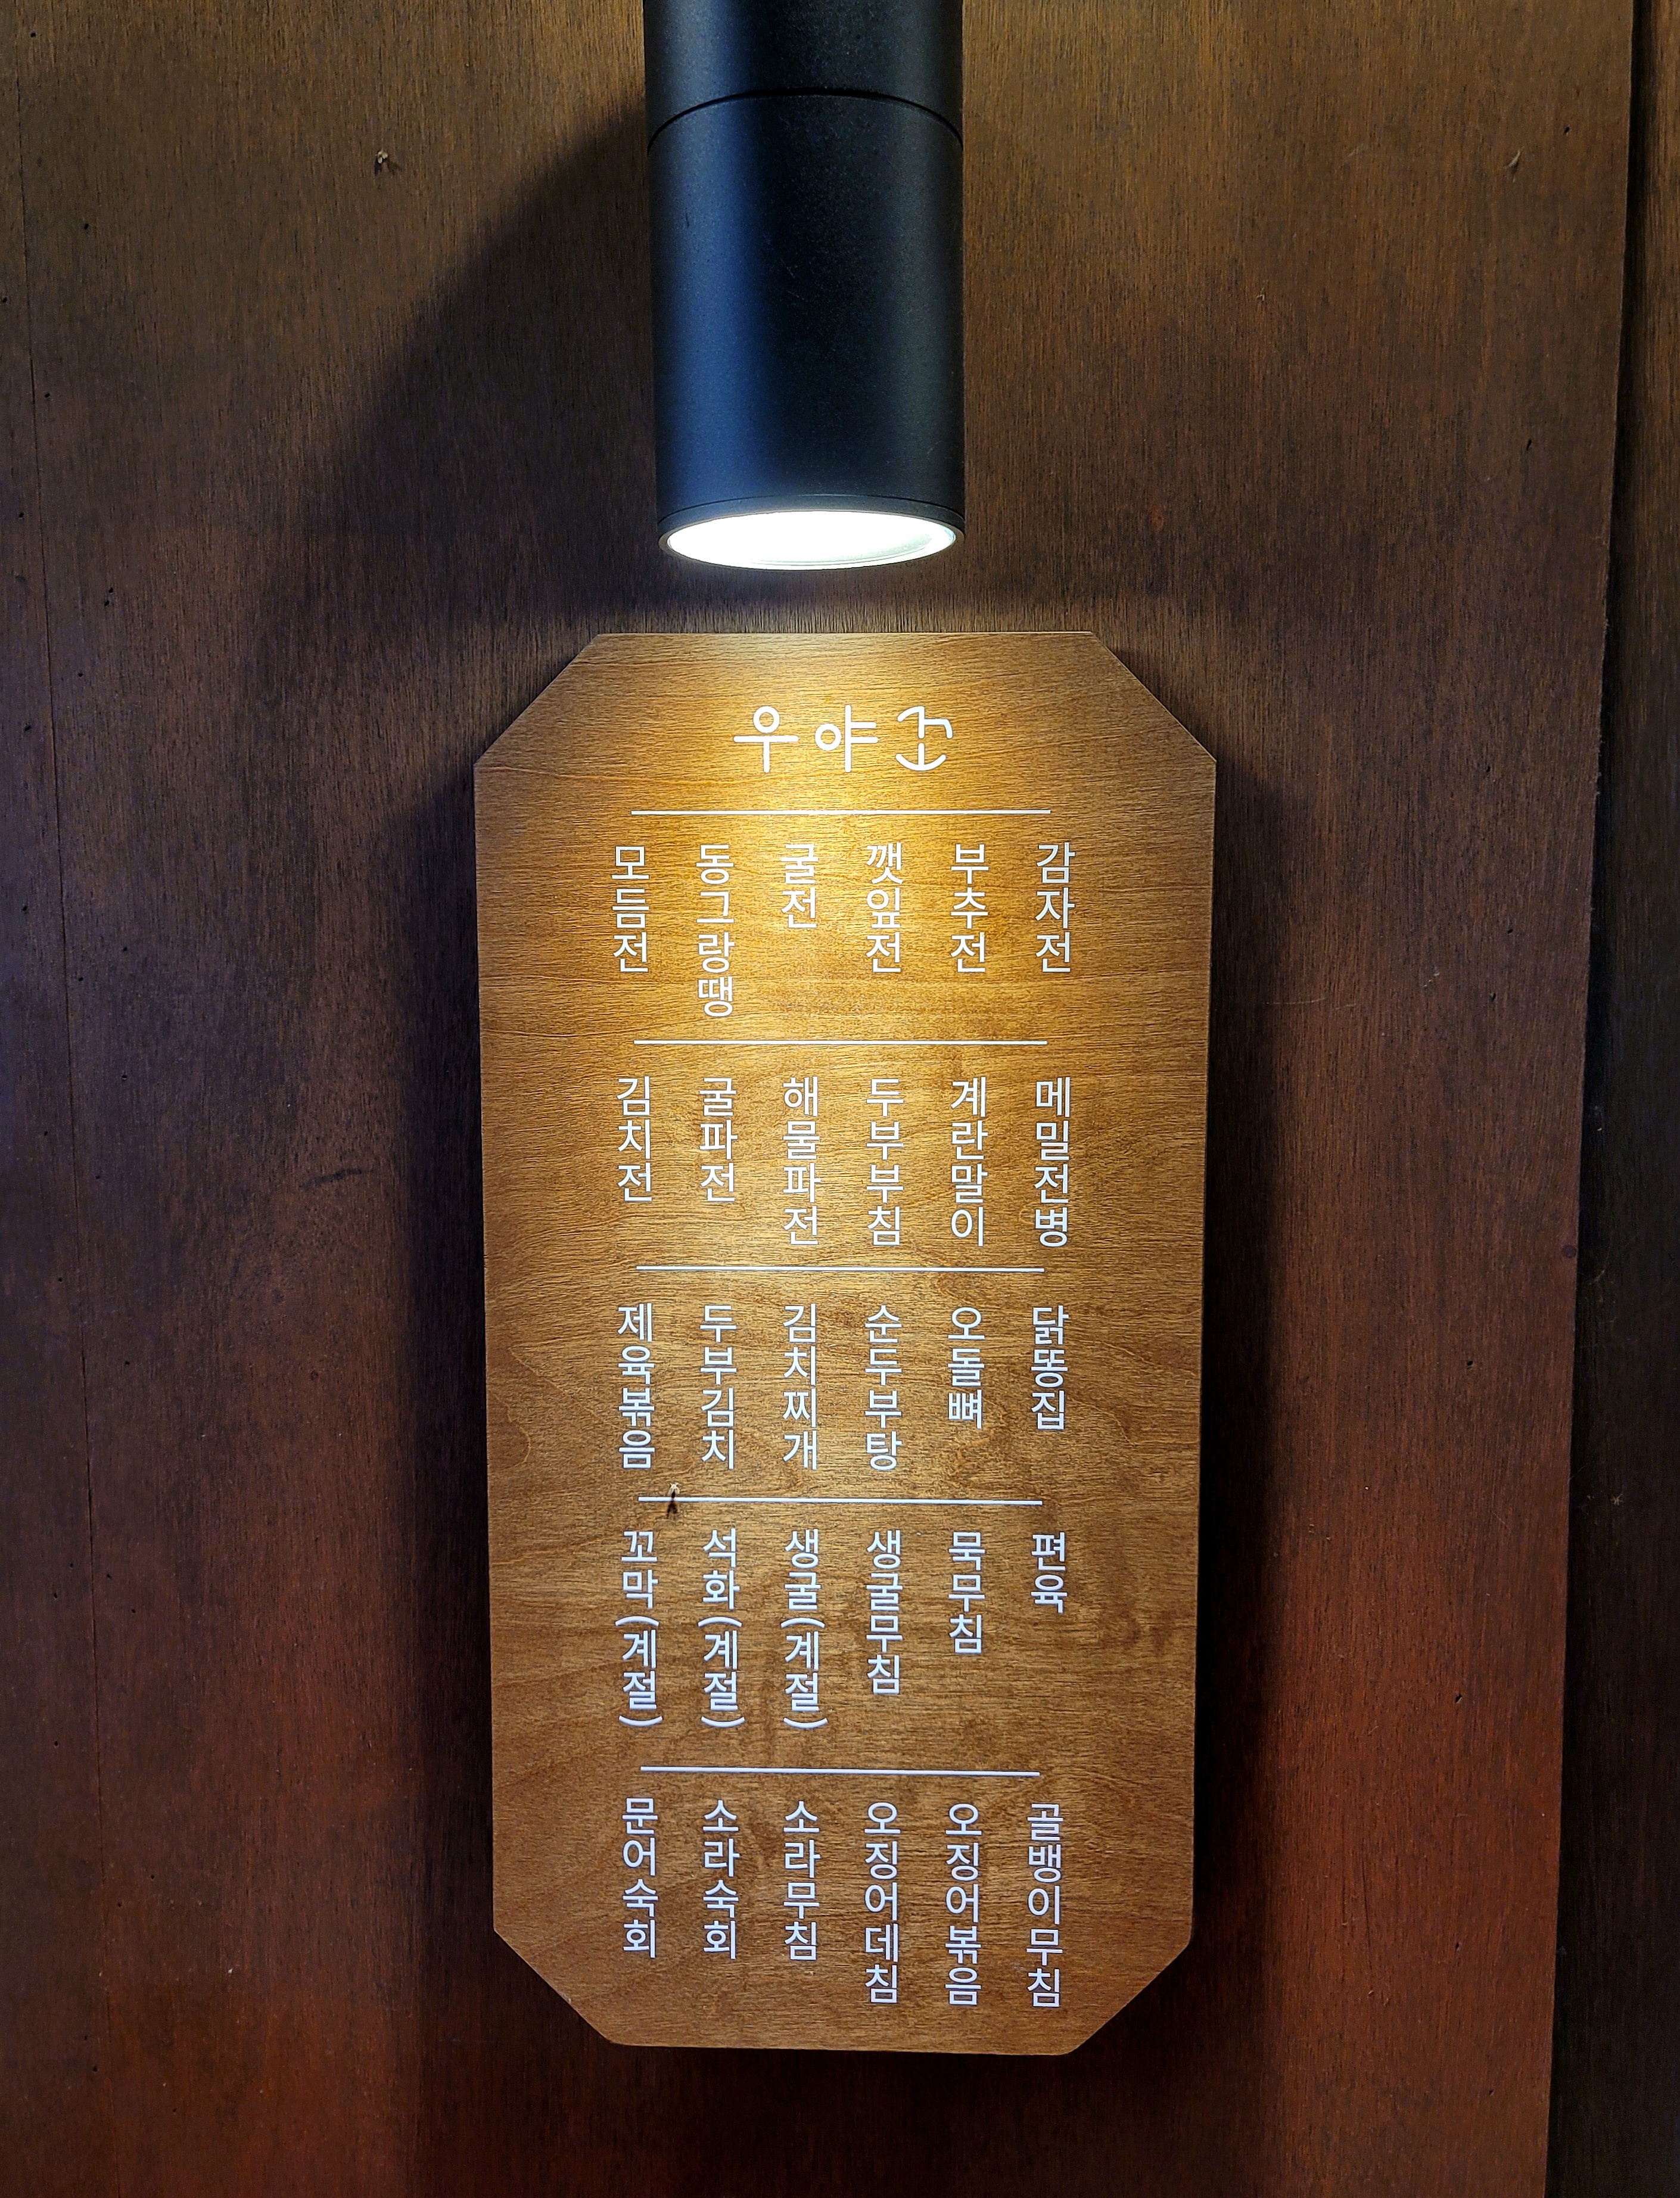 우야소
모듬전
동그랑땡
굴전
깻잎전
부추전
감자전
김치전
굴파전
해물파전
두부부침
계란말이
메밀전병
제육볶음
두부김치
김치찌개
순두부탕
오돌뼈
닭똥집
꼬막(계절)
석화(계절)
생굴(계절)
생굴무침
묵무침
편육
문어숙회
소라숙회
소라무침
오징어데침
오징어볶음
골뱅이무침